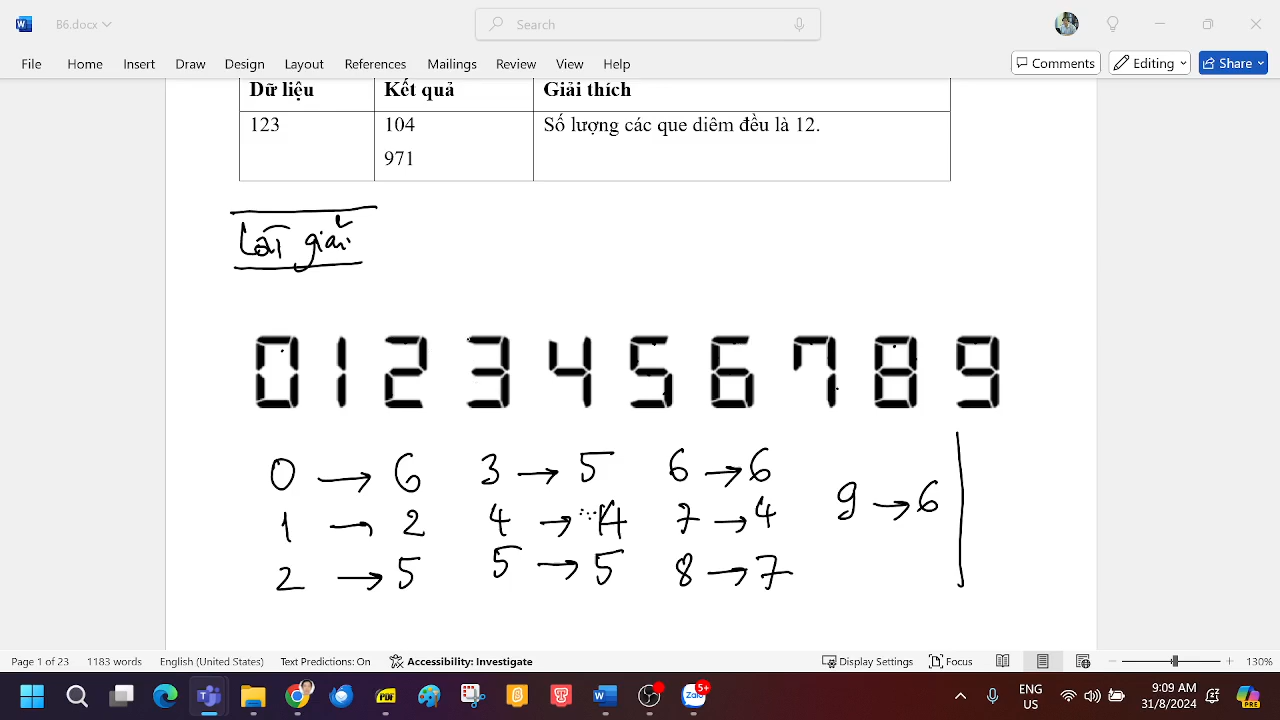 B6.docx
Search
File Home Insert Draw Design Layout References Mailings Review View Help
Comments Editing Share
Dữ liệu Kết quả Giải thích
123 104 Số lượng các que diêm đều là 12.
971
Lời giải
0 1 2 3 4 5 6 7 8 9
0 → 6 3 → 5 6 → 6
9 → 6
1 → 2 4 → 4 7 → 4
2 → 5 5 → 5 8 → 7
Page 1 of 23 1183 words English (United States) Text Predictions: On Accessibility: Investigate Display Settings Focus 130%
PDF 5+ ENG US 9:09 AM 31/8/2024 PRE